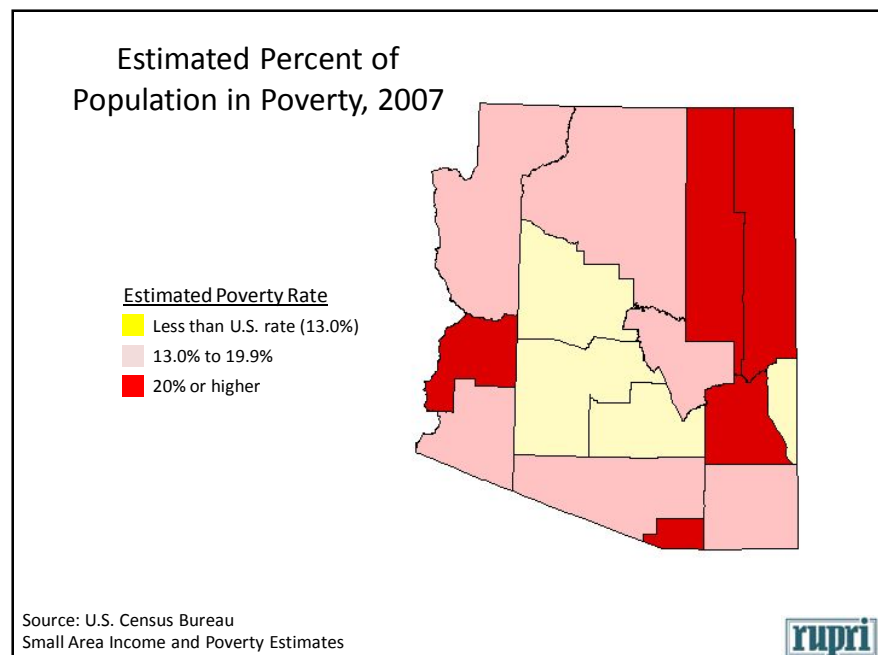 Estimated Percent of
Population in Poverty, 2007
Estimated Poverty Rate
Less than U.S. rate (13.0%)
13.0% to 19.9%
20% or higher
Source: U.S. Census Bureau
Small Area Income and Poverty Estimates
rupri